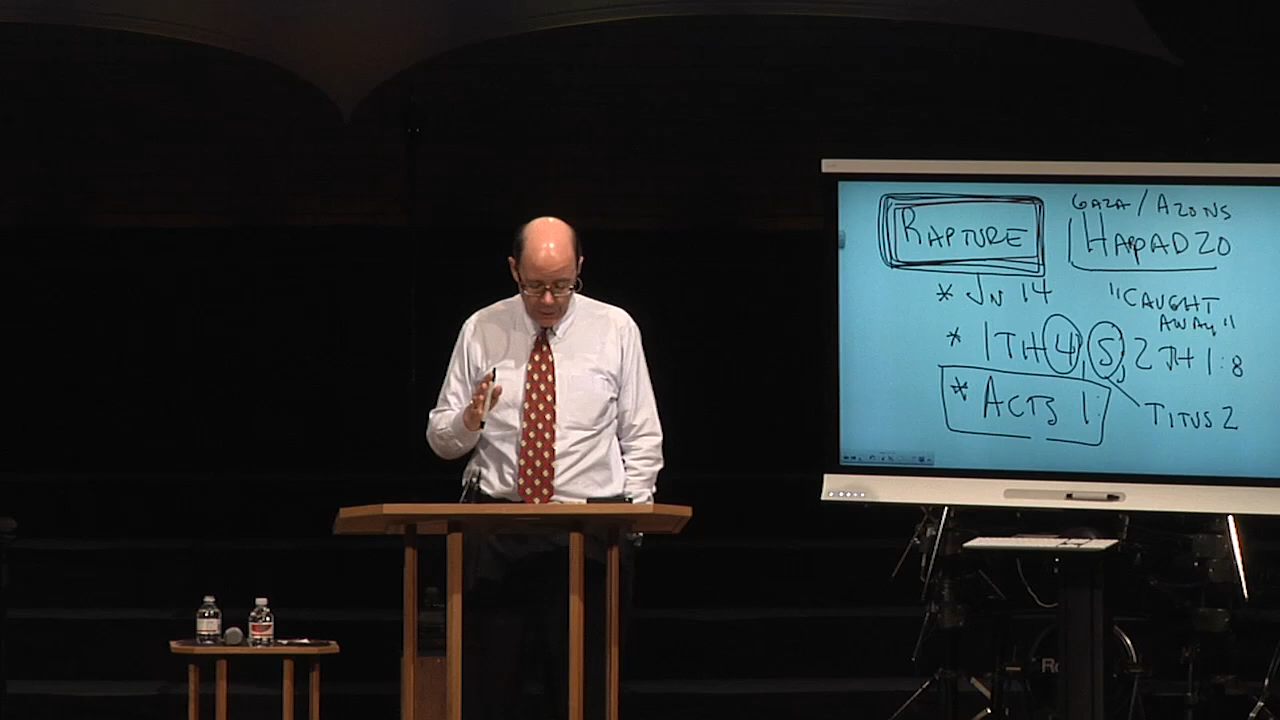 GAZA / AZONS
RAPTURE
HARPADZO
* JN 14
"CAUGHT
AWAY"
* 1 TH 4, 5, 2 TH 1:8
* ACTS 1:
TITUS 2
Ro